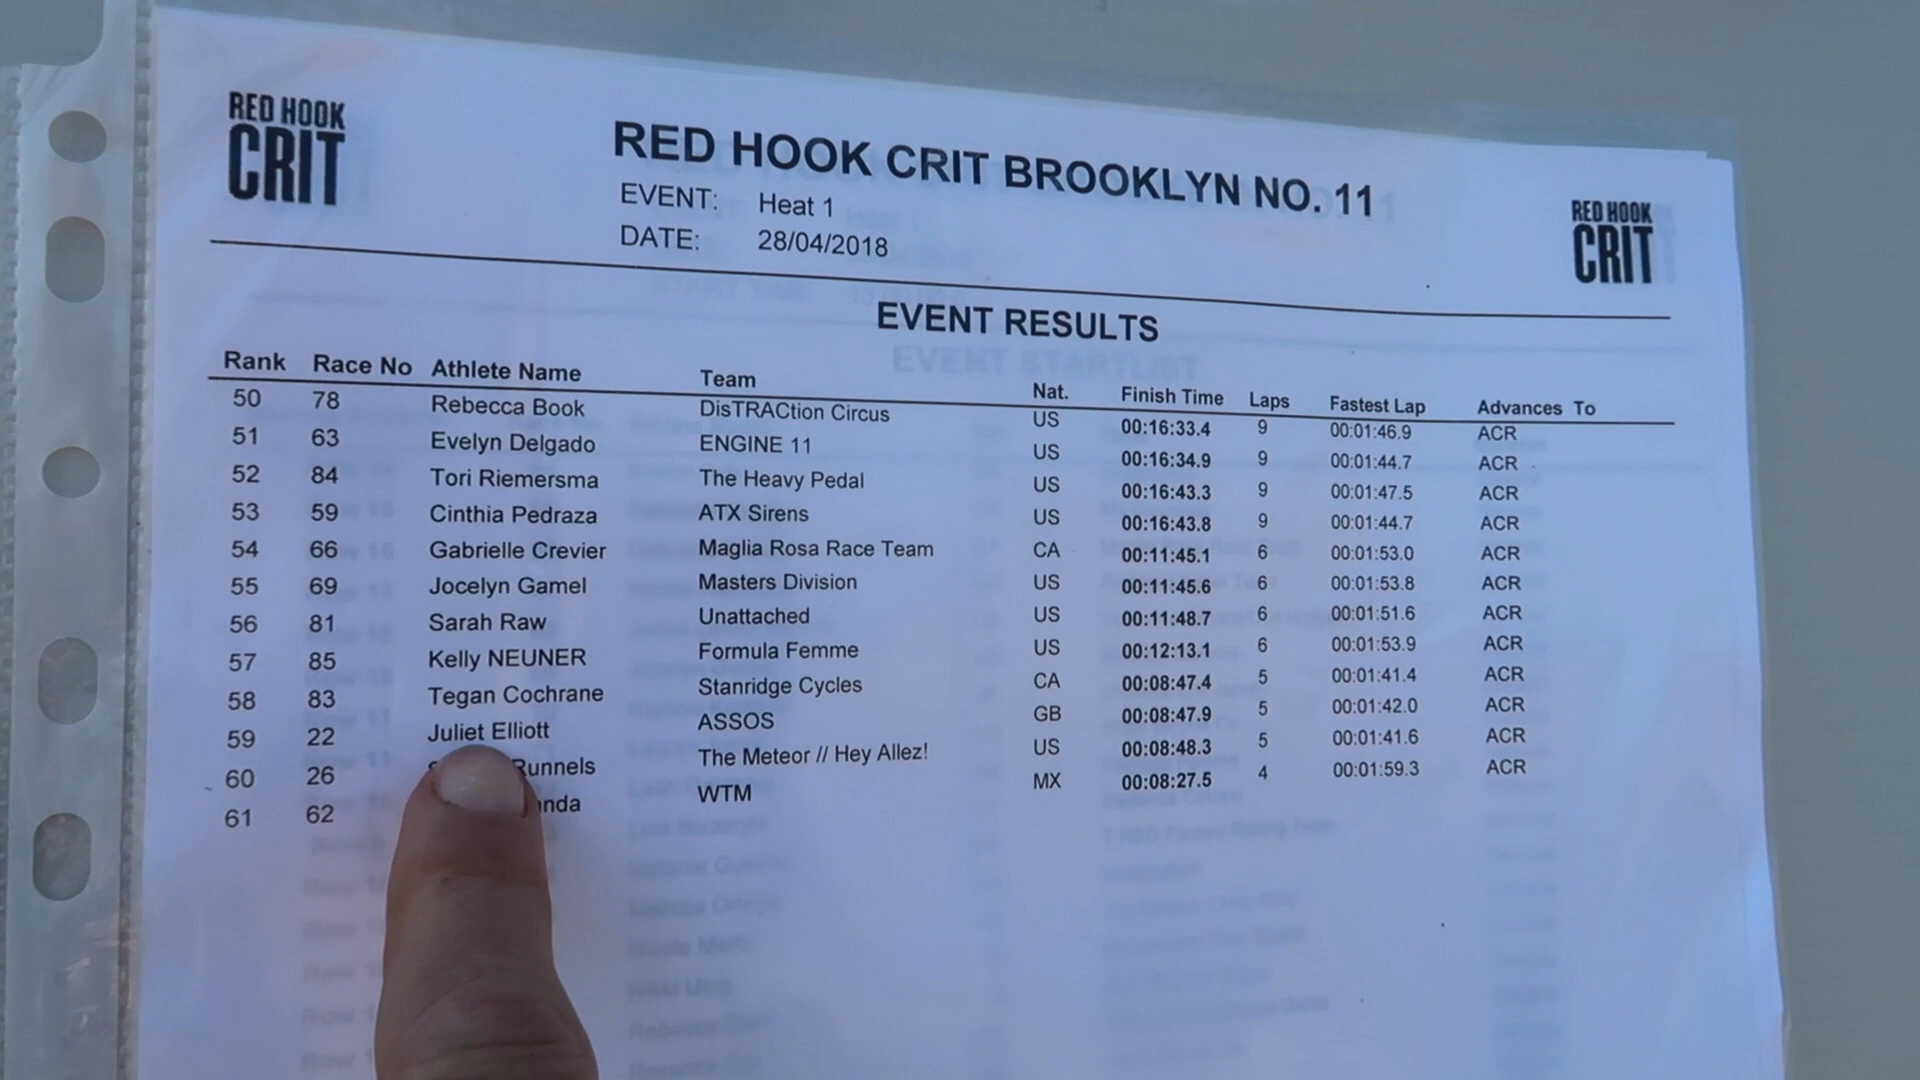 RED HOOK
CRIT
RED HOOK CRIT BROOKLYN NO. 11
EVENT: Heat 1
DATE: 28/04/2018
RED HOOK
CRIT
EVENT RESULTS
Rank Race No Athlete Name Team Nat. Finish Time Laps Fastest Lap Advances To
50 78 Rebecca Book DisTRACtion Circus US 00:16:33.4 9 00:01:46.9 ACR
51 63 Evelyn Delgado ENGINE 11 US 00:16:34.9 9 00:01:44.7 ACR
52 84 Tori Riemersma The Heavy Pedal US 00:16:43.3 9 00:01:47.5 ACR
53 59 Cinthia Pedraza ATX Sirens US 00:16:43.8 9 00:01:44.7 ACR
54 66 Gabrielle Crevier Maglia Rosa Race Team CA 00:11:45.1 6 00:01:53.0 ACR
55 69 Jocelyn Gamel Masters Division US 00:11:45.6 6 00:01:53.8 ACR
56 81 Sarah Raw Unattached US 00:11:48.7 6 00:01:51.6 ACR
57 85 Kelly NEUNER Formula Femme US 00:12:13.1 6 00:01:53.9 ACR
58 83 Tegan Cochrane Stanridge Cycles CA 00:08:47.4 5 00:01:41.4 ACR
59 22 Juliet Elliott ASSOS GB 00:08:47.9 5 00:01:42.0 ACR
60 26 Runnels The Meteor // Hey Allez! US 00:08:48.3 5 00:01:41.6 ACR
61 62 WTM MX 00:08:27.5 4 00:01:59.3 ACR